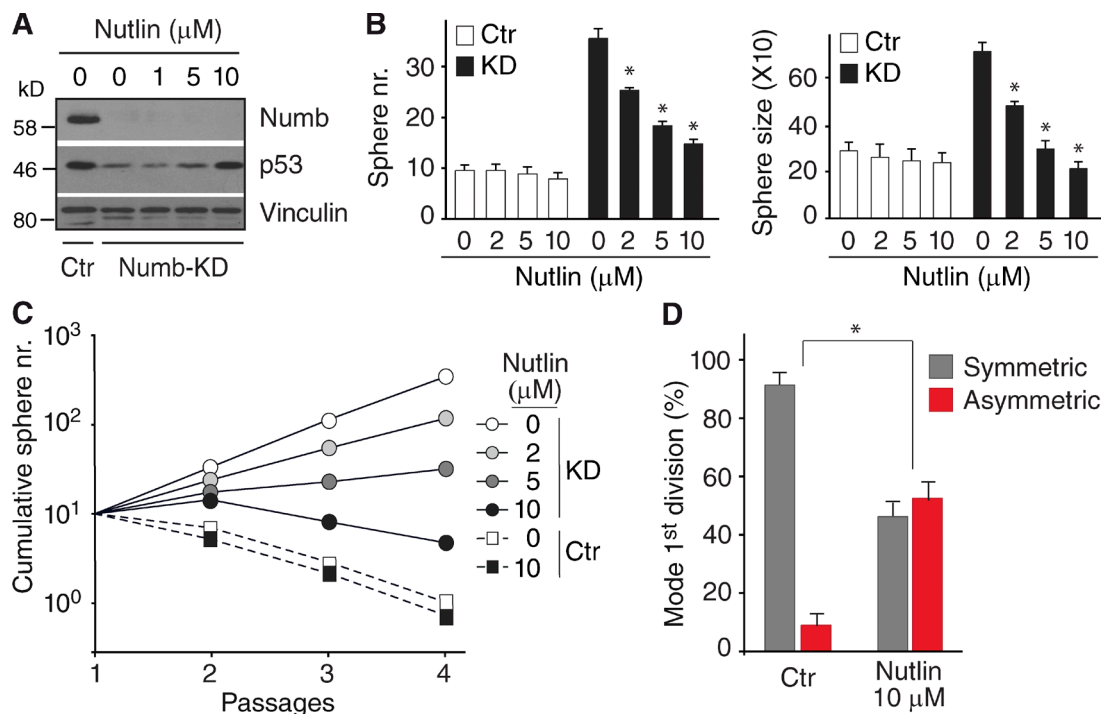 A
Nutlin (μM)
0 0 1 5 10
kD
58
Numb
46
p53
80
Vinculin
Ctr Numb-KD
B
Sphere nr.
30
20
10
0
Ctr
KD
* * *
0 2 5 10 0 2 5 10
Nutlin (μM)
Sphere size (X10)
60
40
20
0
Ctr
KD
* * *
0 2 5 10 0 2 5 10
Nutlin (μM)
C
Cumulative sphere nr.
10³
10²
10¹
10⁰
1 2 3 4
Passages
Nutlin
(μM)
0
2
5
10
KD
0
10
Ctr
D
Mode 1st division (%)
100
80
60
40
20
0
*
Symmetric
Asymmetric
Ctr
Nutlin
10 μM